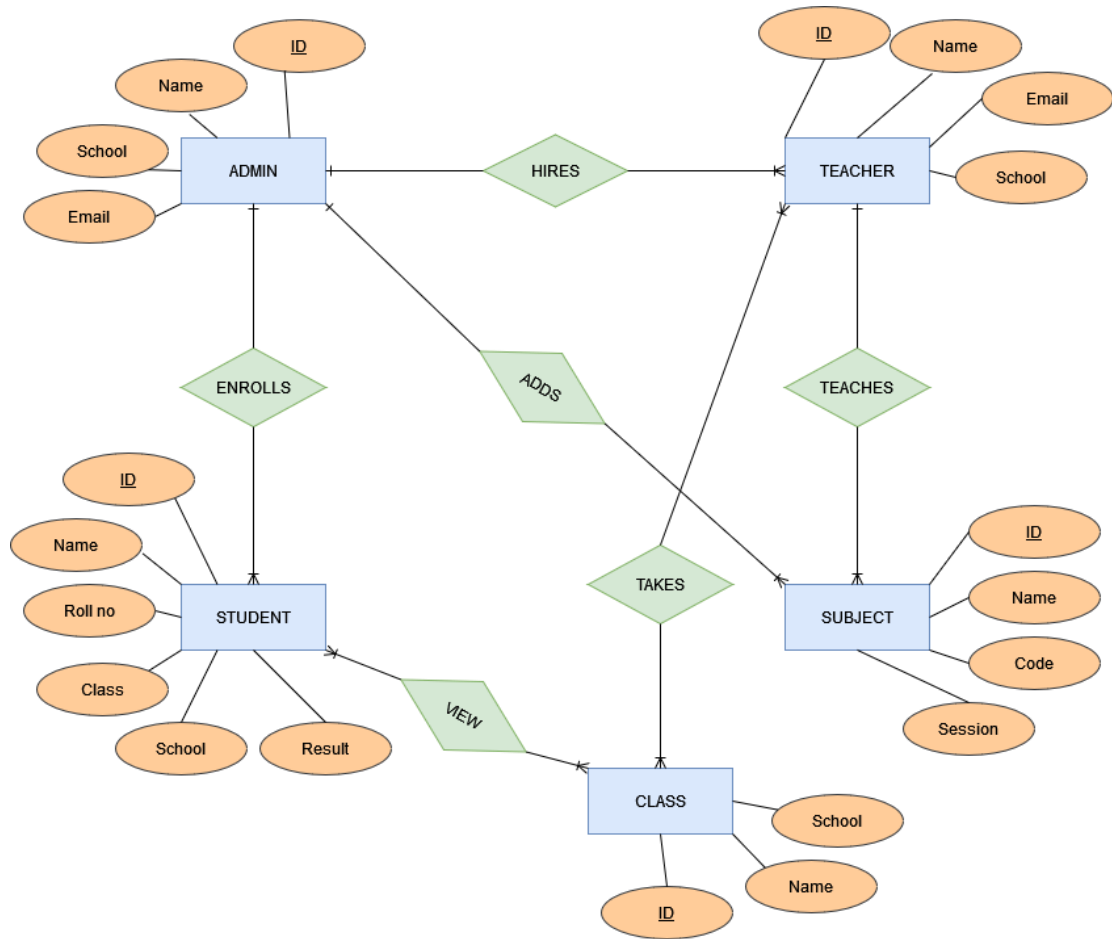 ID
Name
School
Email
ADMIN
HIRES
ID
Name
Email
School
TEACHER
ENROLLS
ADDS
TEACHES
ID
Name
Roll no
Class
School
Result
STUDENT
VIEW
TAKES
SUBJECT
ID
Name
Code
Session
CLASS
School
Name
ID